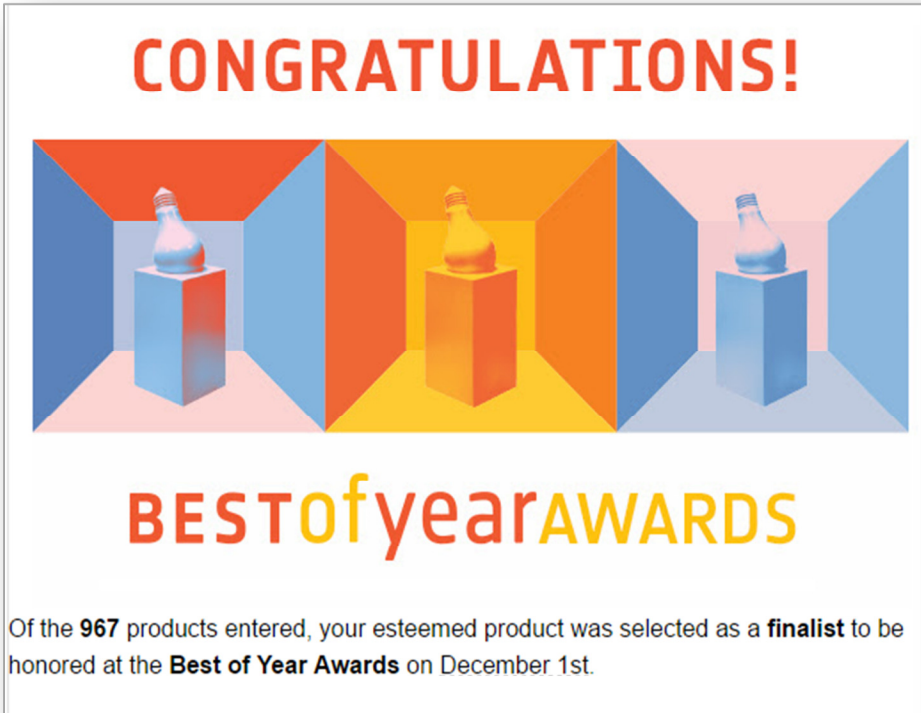 CONGRATULATIONS!
BESTofyearAWARDS
Of the 967 products entered, your esteemed product was selected as a finalist to be
honored at the Best of Year Awards on December 1st.